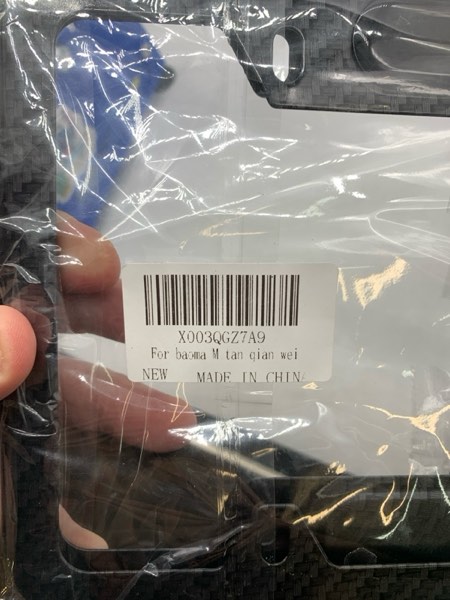 X003QGZ7A9
For baoma M tan qian wei
NEW MADE IN CHINA